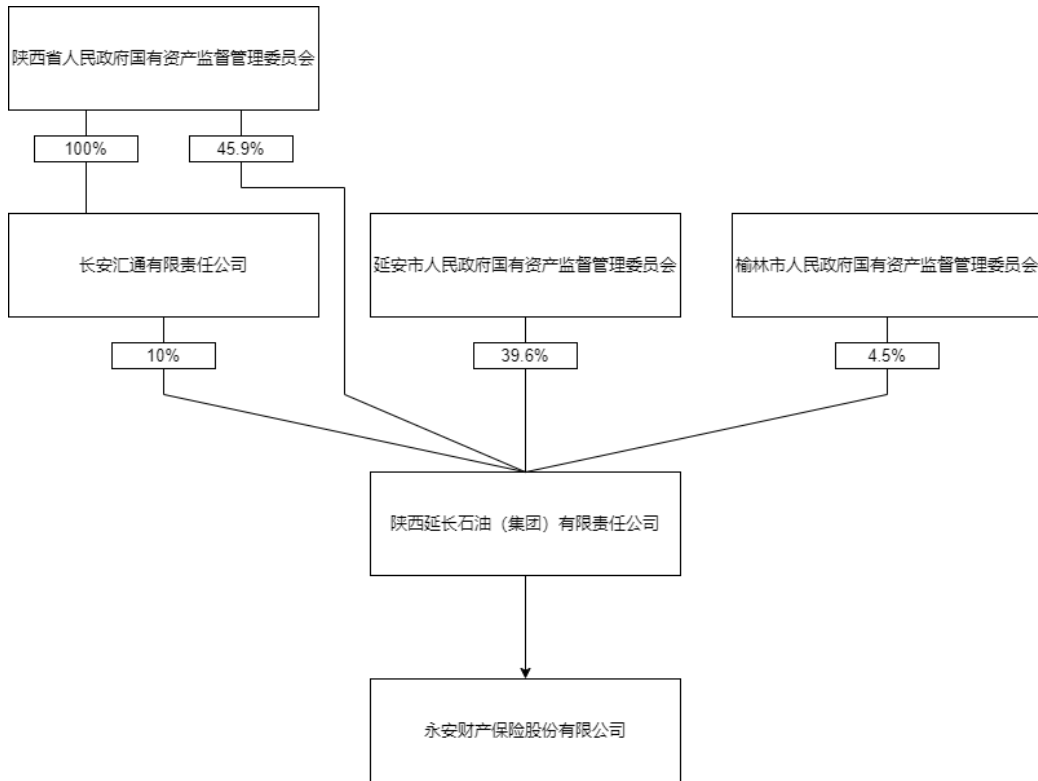 陕西省人民政府国有资产监督管理委员会
100%
45.9%
长安汇通有限责任公司
延安市人民政府国有资产监督管理委员会
榆林市人民政府国有资产监督管理委员会
10%
39.6%
4.5%
陕西延长石油（集团）有限责任公司
永安财产保险股份有限公司